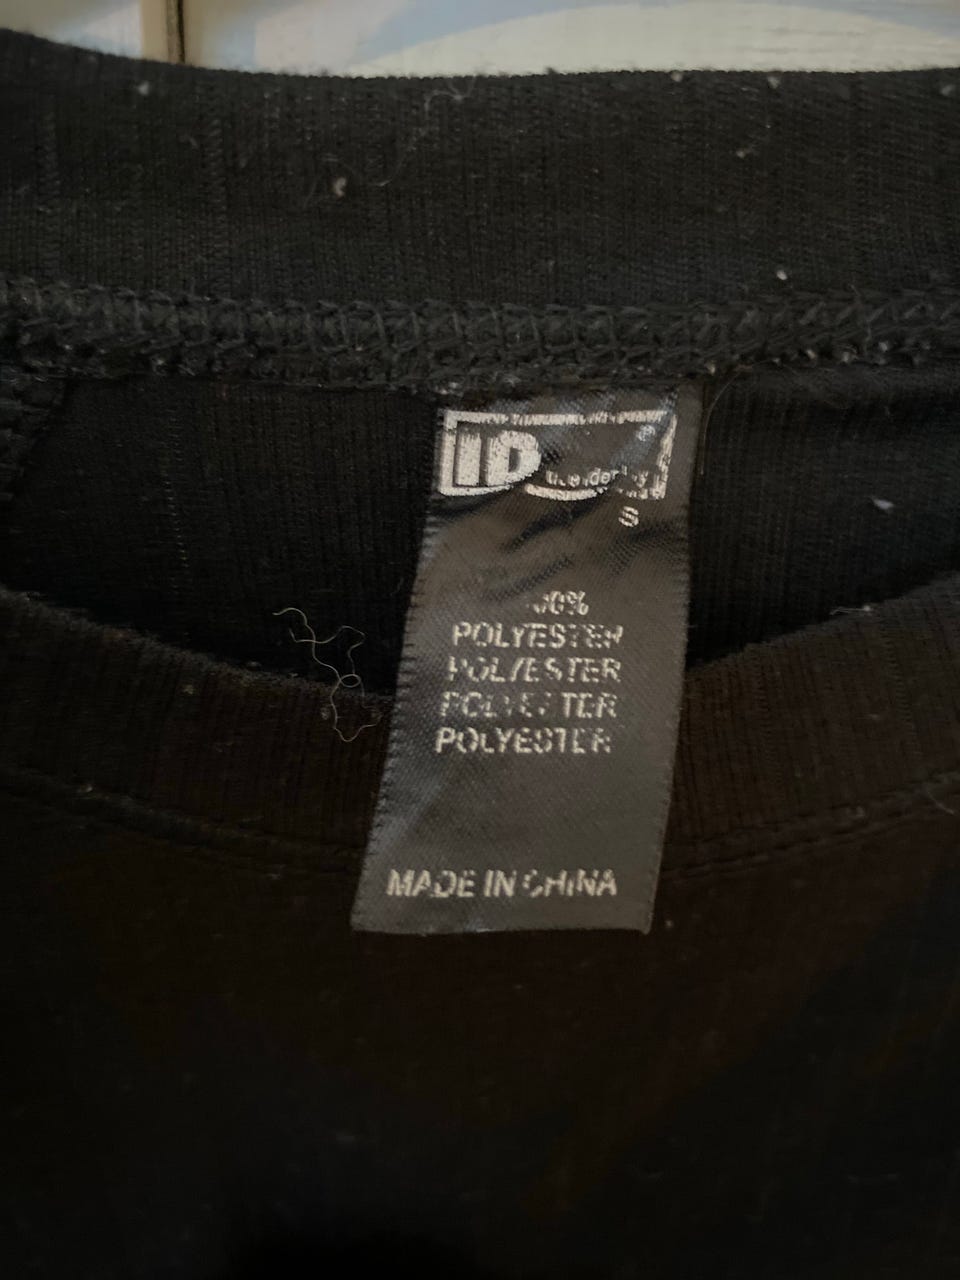 ID
S
POLYESTER
POLYESTER
POLYESTER
POLYESTER
MADE IN CHINA